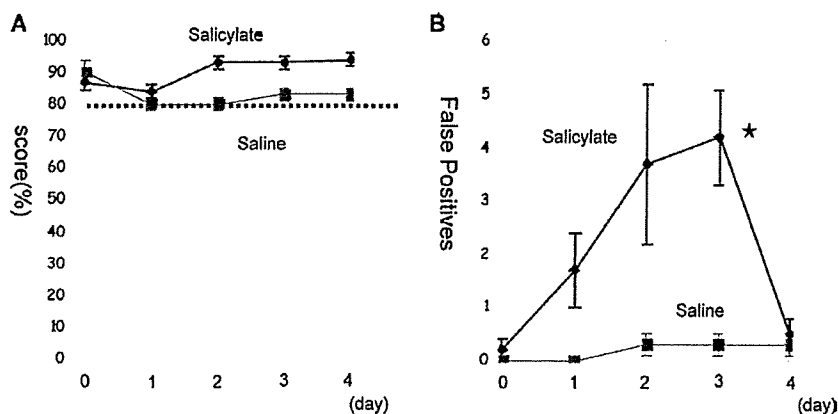 A
Salicylate
100
90
80
70
60
50
40
30
20
10
0
score(%)
Saline
0 1 2 3 4
(day)
B
6
5
4
3
2
1
0
False Positives
Salicylate
Saline
0 1 2 3 4
(day)